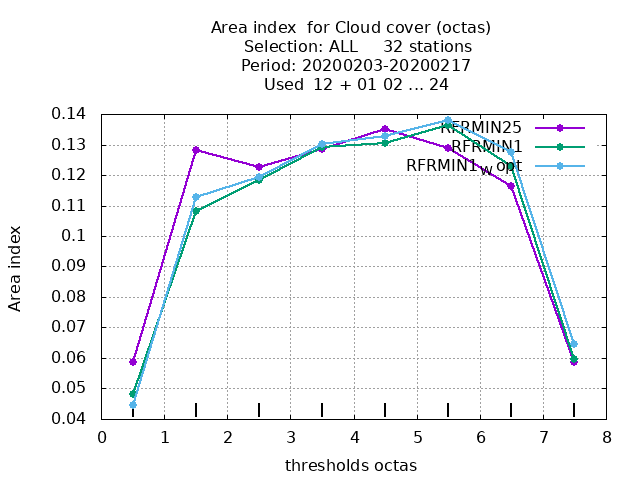 Area index  for Cloud cover (octas)
Selection: ALL     32 stations
Period: 20200203-20200217
Used  12 + 01 02 ... 24
0.14
0.13
0.12
0.11
0.1
0.09
0.08
0.07
0.06
0.05
0.04
Area index
RFRMIN25
RFRMIN1
RFRMIN1w opt
0 1 2 3 4 5 6 7 8
thresholds octas